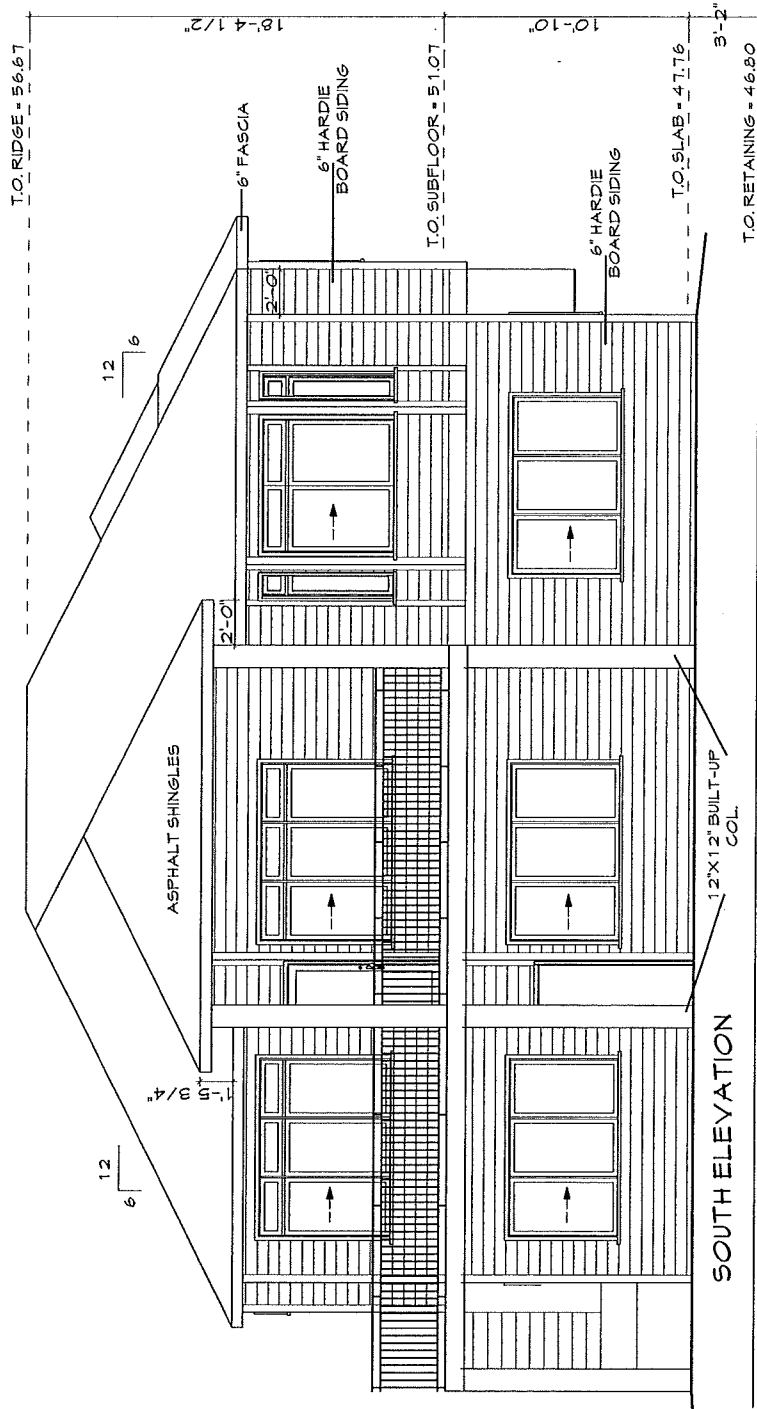 T.O. RIDGE = 56.67
18'-4 1/2"
12
6
12
6
6" FASCIA
ASPHALT SHINGLES
6" HARDIE
BOARD SIDING
1'-5 3/4"
2'-0"
2'-0"
T.O. SUBFLOOR = 51.07
10'-10"
6" HARDIE
BOARD SIDING
T.O. SLAB = 47.76
3'-2"
12"X12" BUILT-UP
COL.
T.O. RETAINING = 46.80
SOUTH ELEVATION